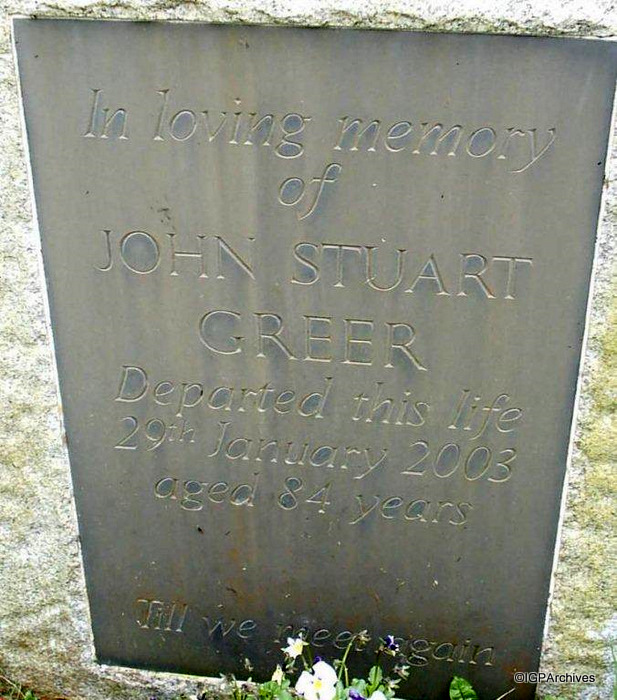 In loving memory
of
JOHN STUART
GREER
Departed this life
29th January 2003
aged 84 years
Till we meet again
©IGPArchives